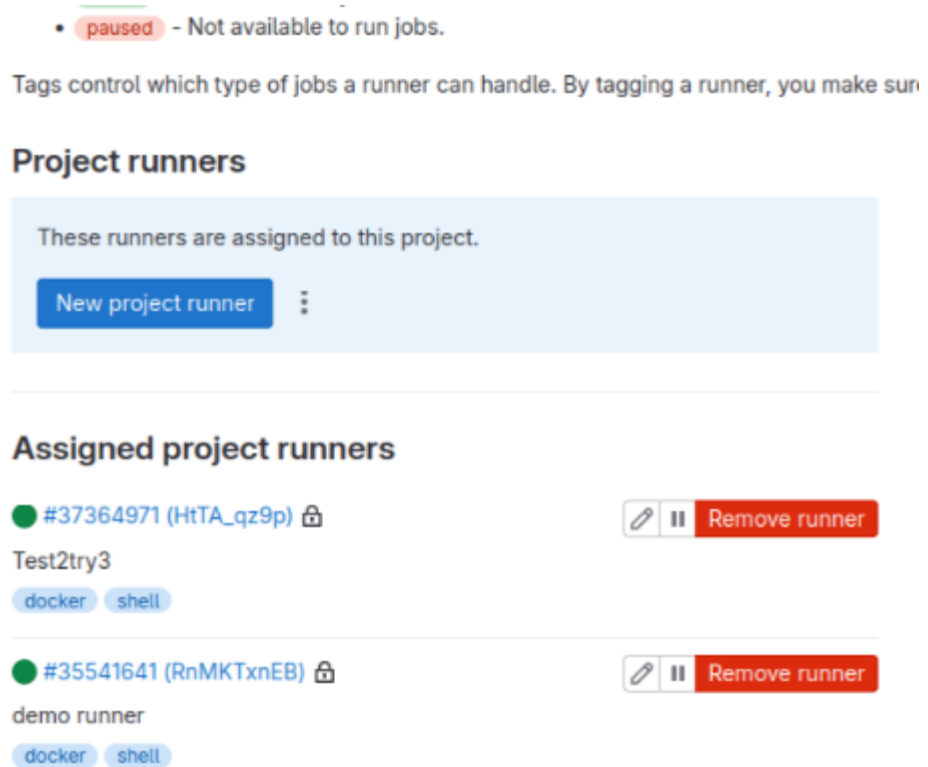 paused - Not available to run jobs.
Tags control which type of jobs a runner can handle. By tagging a runner, you make sure
Project runners
These runners are assigned to this project.
New project runner
Assigned project runners
#37364971 (HtTA_qz9p)
Remove runner
Test2try3
docker shell
#35541641 (RnMKTxnEB)
Remove runner
demo runner
docker shell